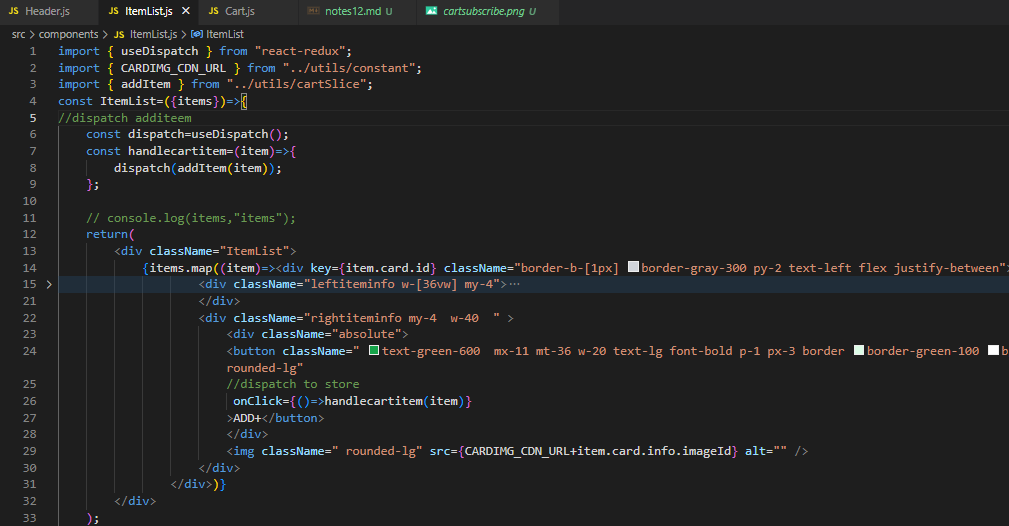 JS Header.js JS ItemList.js × JS Cart.js notes12.md U cartsubscribe.png U
src > components > JS ItemList.js > ItemList
1 import { useDispatch } from "react-redux";
2 import { CARDIMG_CDN_URL } from "../utils/constant";
3 import { addItem } from "../utils/cartSlice";
4 const ItemList=({items})=>{
5 //dispatch additeem
6 const dispatch=useDispatch();
7 const handlecartitem=(item)=>{
8 dispatch(addItem(item));
9 };
10
11 // console.log(items,"items");
12 return(
13 <div className="ItemList">
14 {items.map((item)=><div key={item.card.id} className="border-b-[1px] border-gray-300 py-2 text-left flex justify-between">
15 <div className="leftiteminfo w-[36vw] my-4">···
21 </div>
22 <div className="rightiteminfo my-4  w-40  " >
23 <div className="absolute">
24 <button className=" text-green-600  mx-11 mt-36 w-20 text-lg font-bold p-1 px-3 border border-green-100 b
rounded-lg"
25 //dispatch to store
26 onClick={()=>handlecartitem(item)}
27 >ADD+</button>
28 </div>
29 <img className=" rounded-lg" src={CARDIMG_CDN_URL+item.card.info.imageId} alt="" />
30 </div>
31 </div>)}
32 </div>
33 );